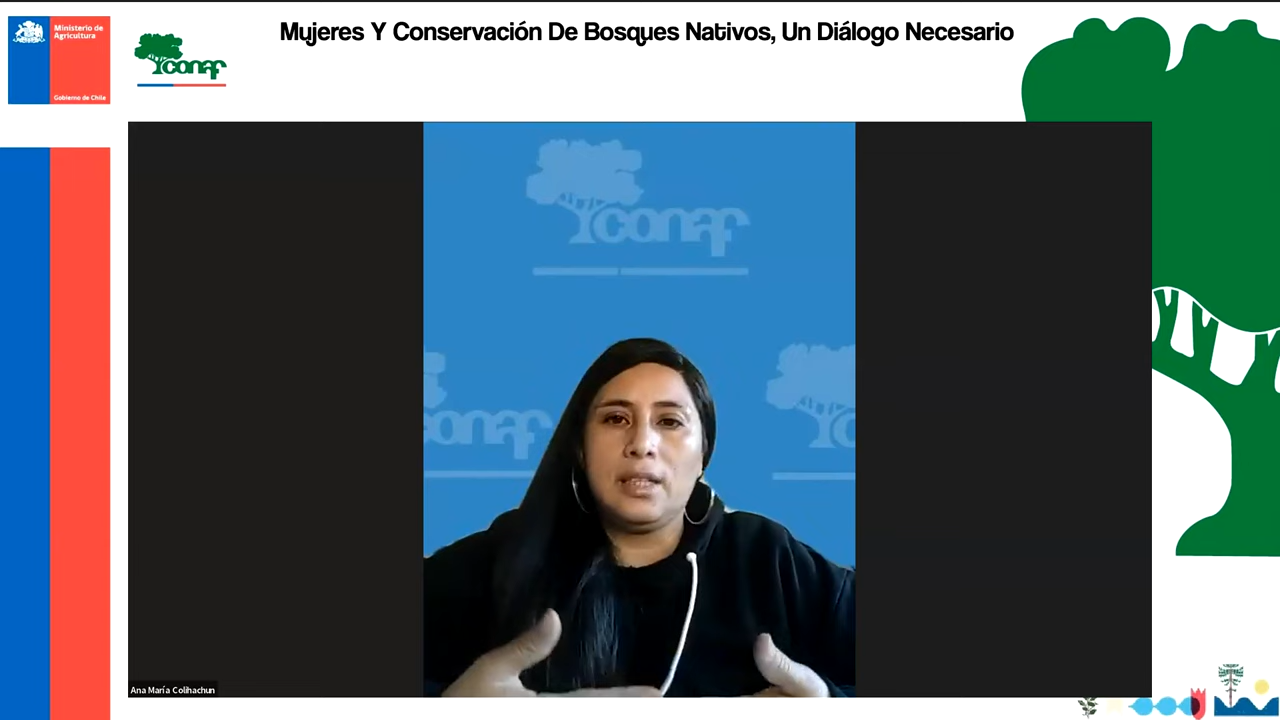 Mujeres Y Conservación De Bosques Nativos, Un Diálogo Necesario
Ministerio de
Agricultura
Gobierno de Chile
conaf
conaf
conaf
Ana María Colihachun